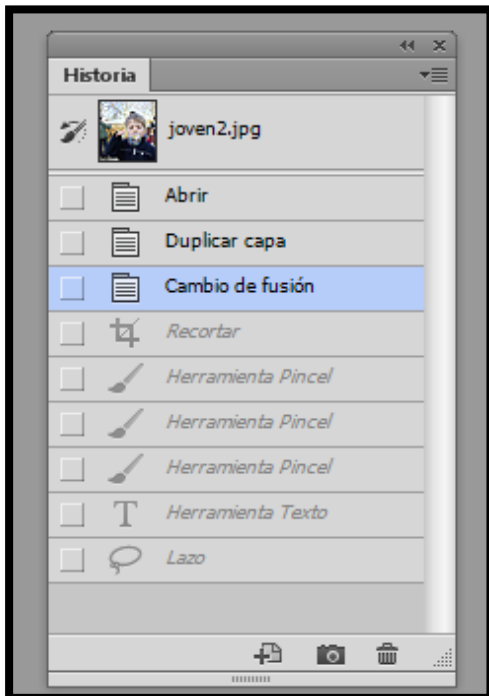 Historia
joven2.jpg
Abrir
Duplicar capa
Cambio de fusión
Recortar
Herramienta Pincel
Herramienta Pincel
Herramienta Pincel
Herramienta Texto
Lazo